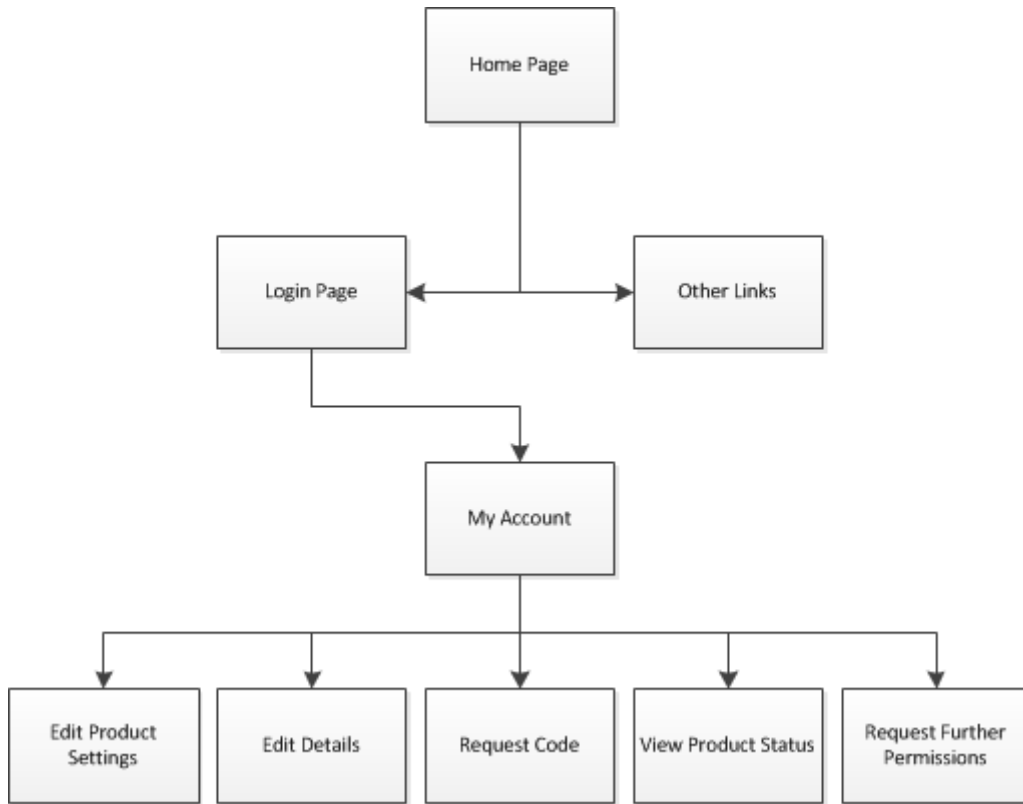 Home Page
Login Page
Other Links
My Account
Edit Product
Settings
Edit Details
Request Code
View Product Status
Request Further
Permissions